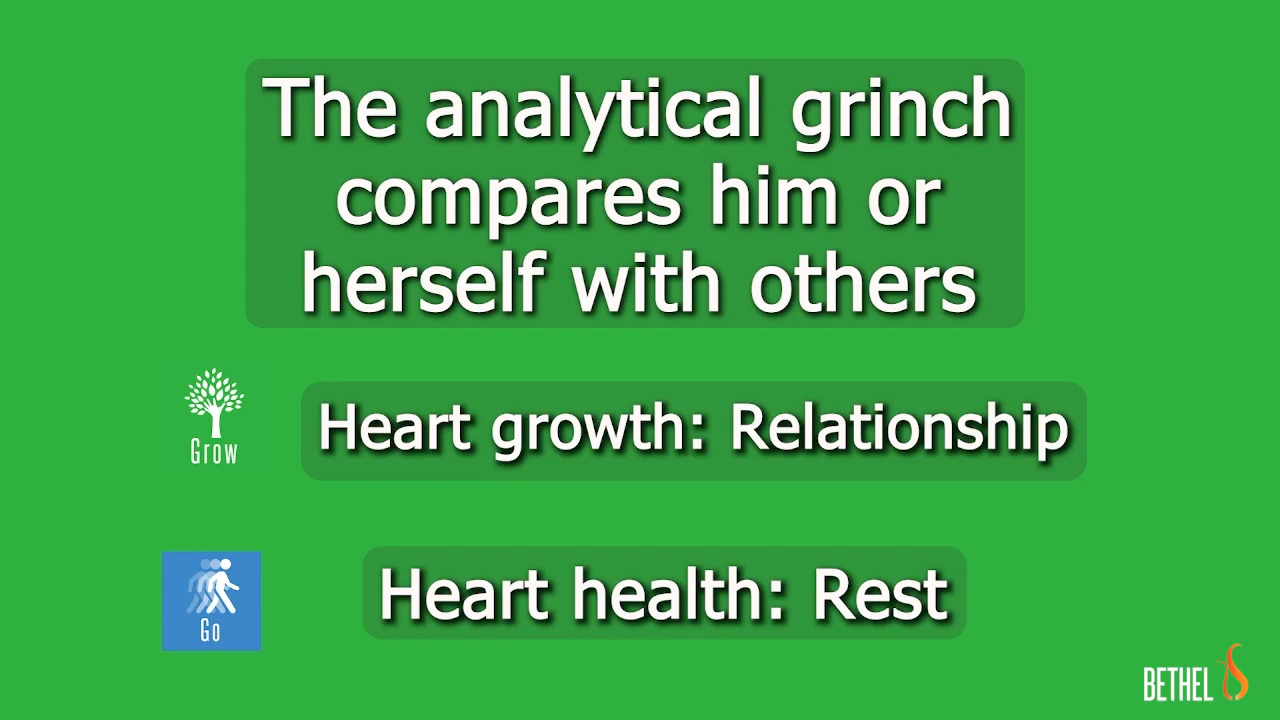 The analytical grinch
compares him or
herself with others
Grow
Heart growth: Relationship
Go
Heart health: Rest
BETHEL